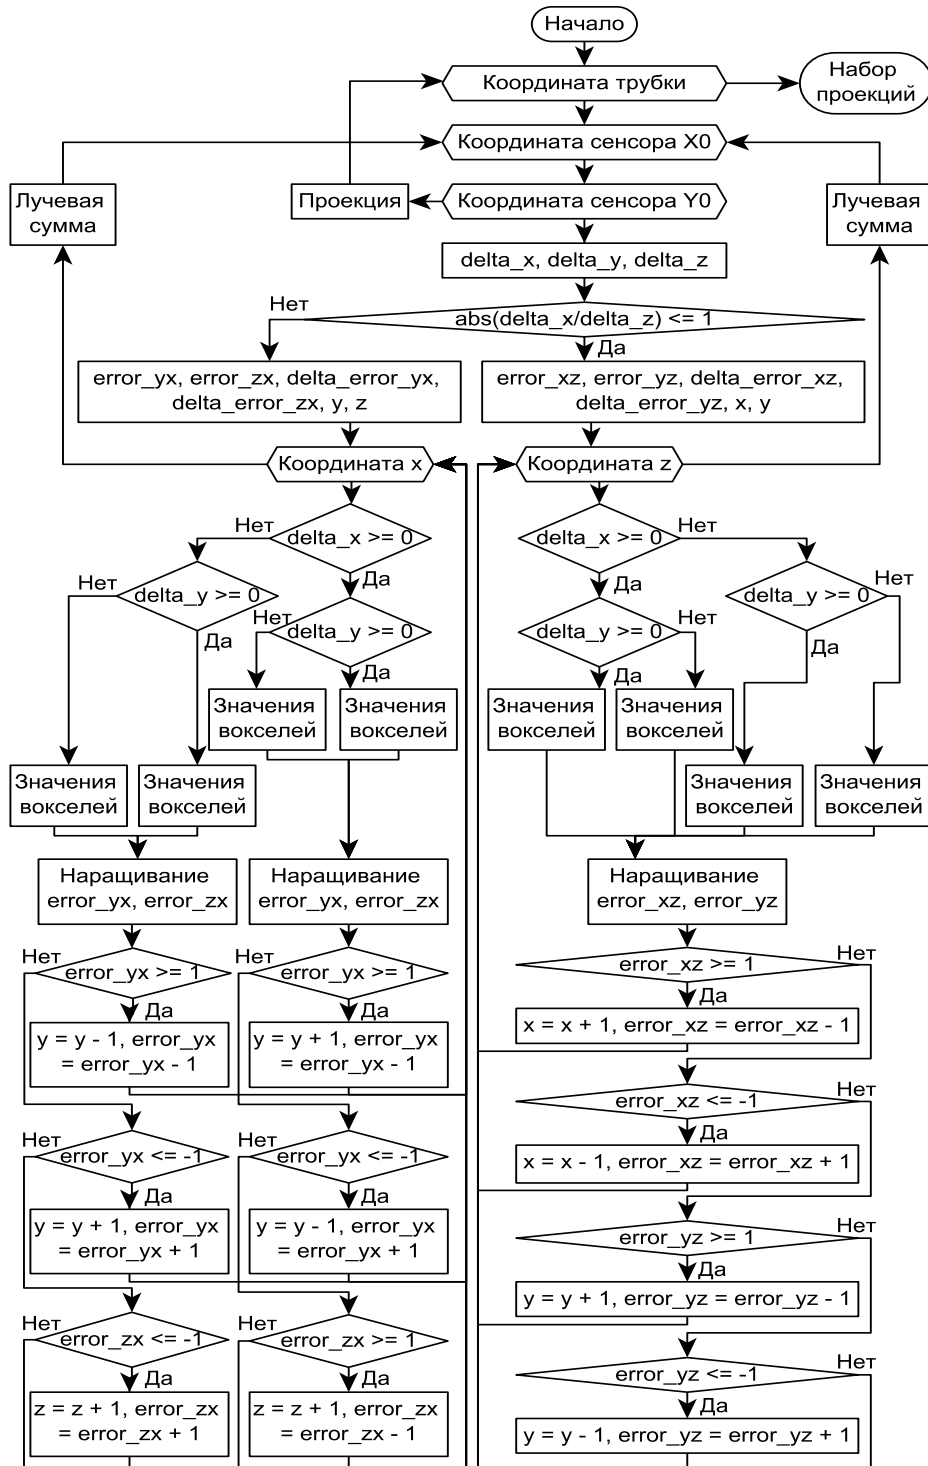 Начало
Координата трубки
Набор
проекций
Координата сенсора X0
Лучевая
сумма
Проекция
Координата сенсора Y0
Лучевая
сумма
delta_x, delta_y, delta_z
Нет
abs(delta_x/delta_z) <= 1
Да
error_yx, error_zx, delta_error_yx,
delta_error_zx, y, z
error_xz, error_yz, delta_error_xz,
delta_error_yz, x, y
Координата x
Координата z
Нет
delta_x >= 0
Да
Нет
delta_y >= 0
Да
Нет
delta_y >= 0
Да
delta_x >= 0
Нет
Да
delta_y >= 0
Нет
Да
delta_y >= 0
Нет
Да
Значения
вокселей
Значения
вокселей
Значения
вокселей
Значения
вокселей
Значения
вокселей
Значения
вокселей
Значения
вокселей
Значения
вокселей
Наращивание
error_yx, error_zx
Наращивание
error_yx, error_zx
Наращивание
error_xz, error_yz
Нет
error_yx >= 1
Да
y = y - 1, error_yx
= error_yx - 1
Нет
error_yx <= -1
Да
y = y + 1, error_yx
= error_yx + 1
Нет
error_zx <= -1
Да
z = z + 1, error_zx
= error_zx + 1
Нет
error_yx >= 1
Да
y = y + 1, error_yx
= error_yx - 1
Нет
error_yx <= -1
Да
y = y - 1, error_yx
= error_yx + 1
Нет
error_zx >= 1
Да
z = z + 1, error_zx
= error_zx - 1
error_xz >= 1
Нет
Да
x = x + 1, error_xz = error_xz - 1
error_xz <= -1
Нет
Да
x = x - 1, error_xz = error_xz + 1
error_yz >= 1
Нет
Да
y = y + 1, error_yz = error_yz - 1
error_yz <= -1
Нет
Да
y = y - 1, error_yz = error_yz + 1